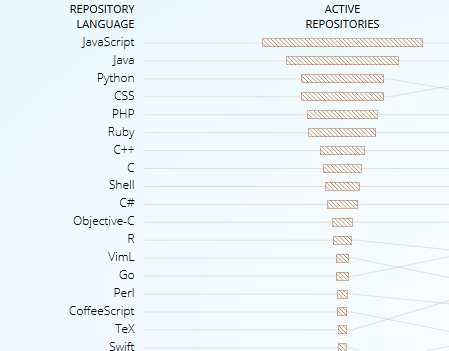 REPOSITORY
LANGUAGE
ACTIVE
REPOSITORIES
JavaScript
Java
Python
CSS
PHP
Ruby
C++
C
Shell
C#
Objective-C
R
VimL
Go
Perl
CoffeeScript
TeX
Swift